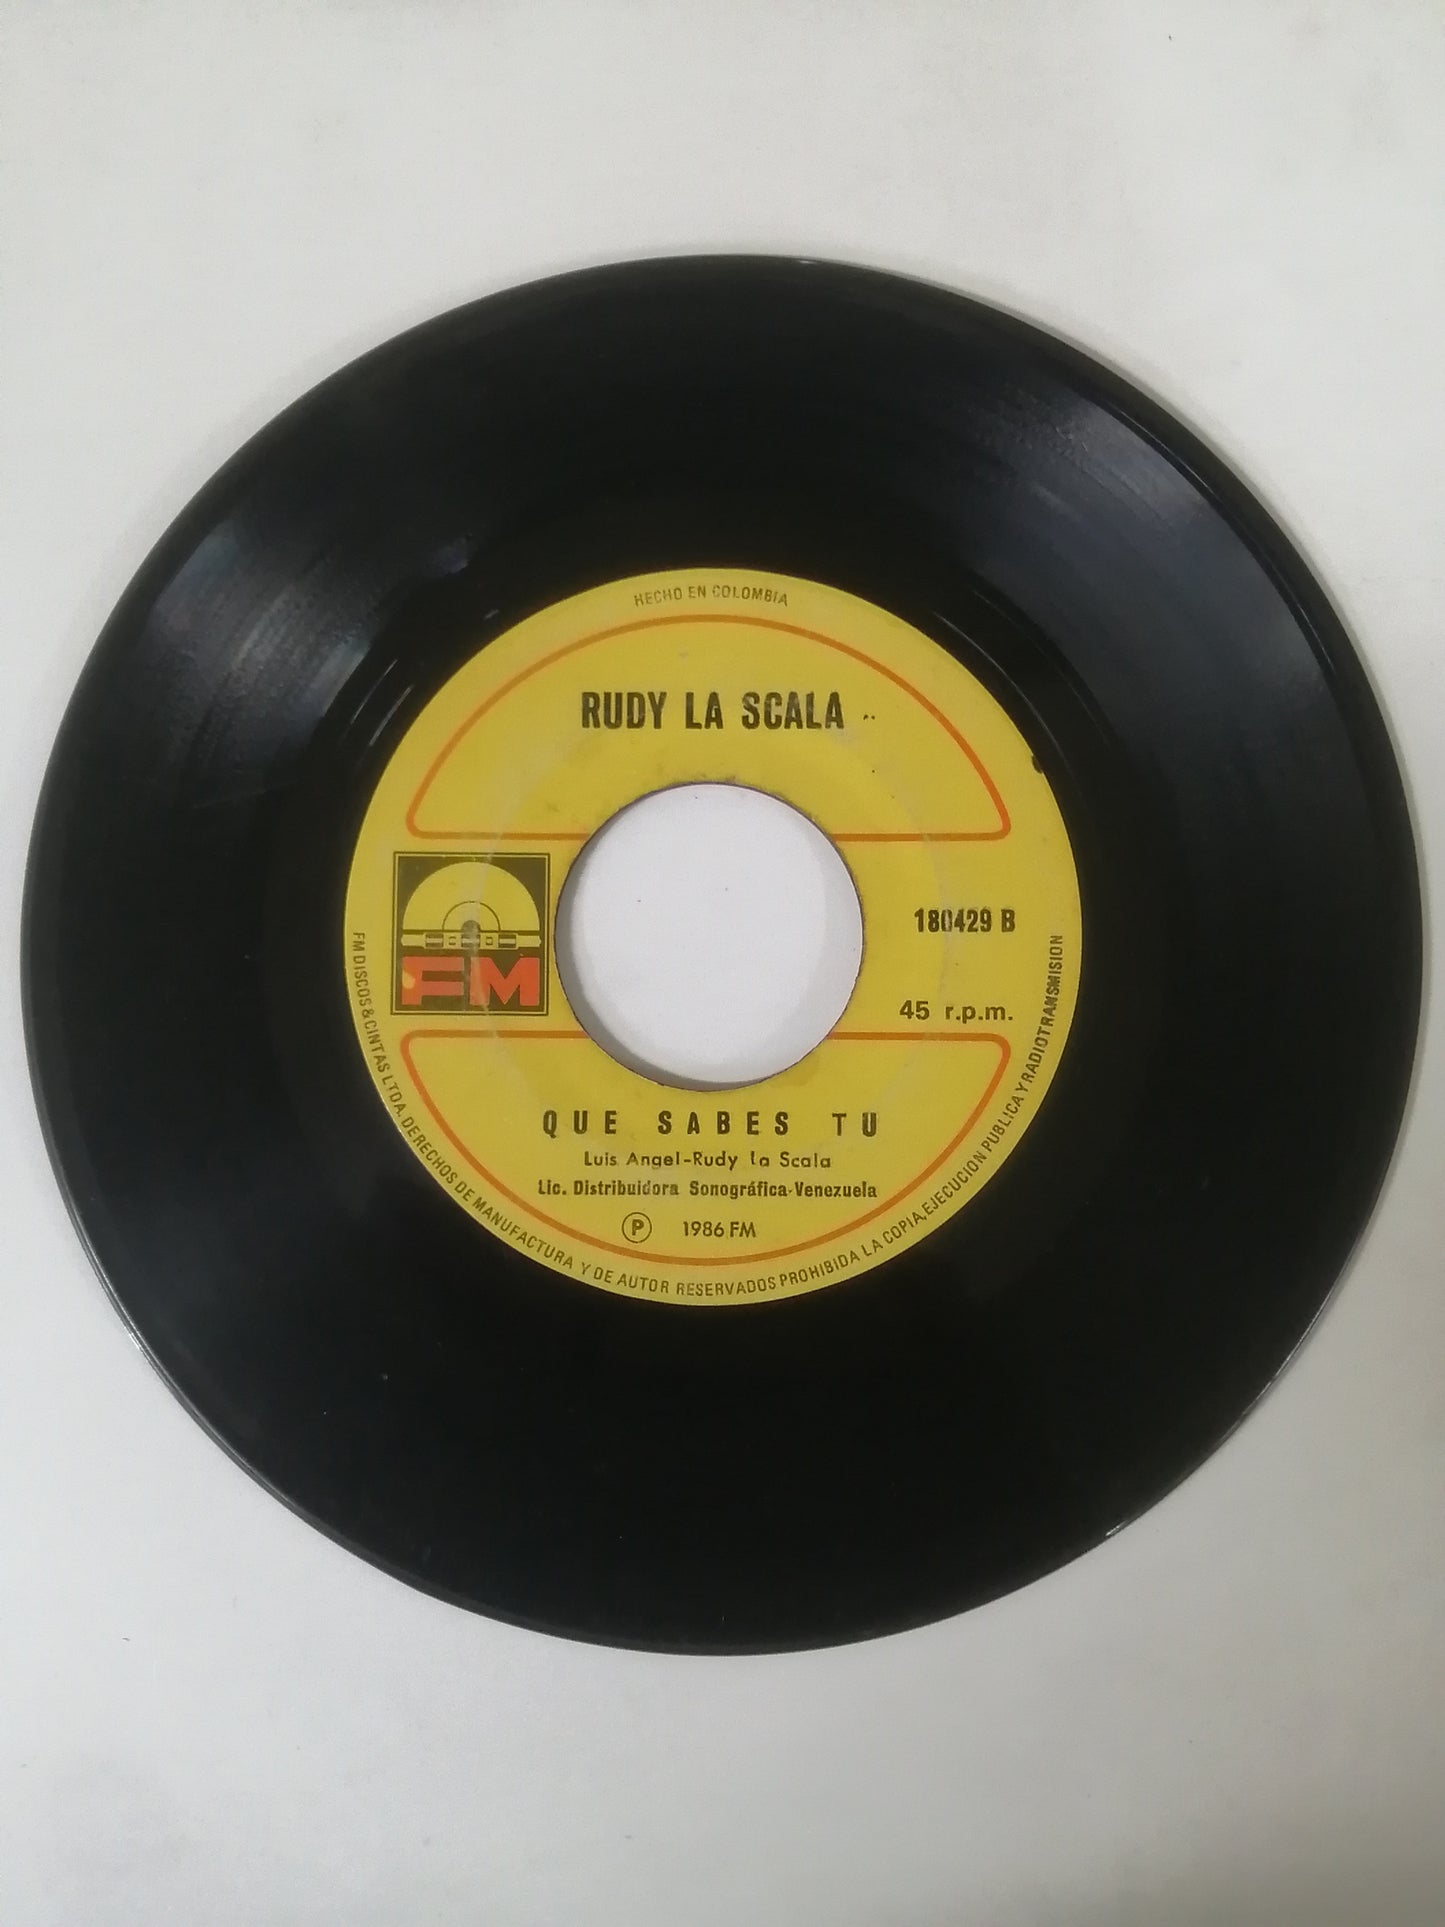 HECHO EN COLOMBIA
RUDY LA SCALA
FM
180429 B
45 r.p.m.
QUE SABES TU
Luis Angel-Rudy la Scala
Lic. Distribuidora Sonográfica-Venezuela
Ⓟ 1986 FM
FM DISCOS & CINTAS LTDA. DERECHOS DE MANUFACTURA Y DE AUTOR RESERVADOS PROHIBIDA LA COPIA, EJECUCION PUBLICA Y RADIOTRANSMISION